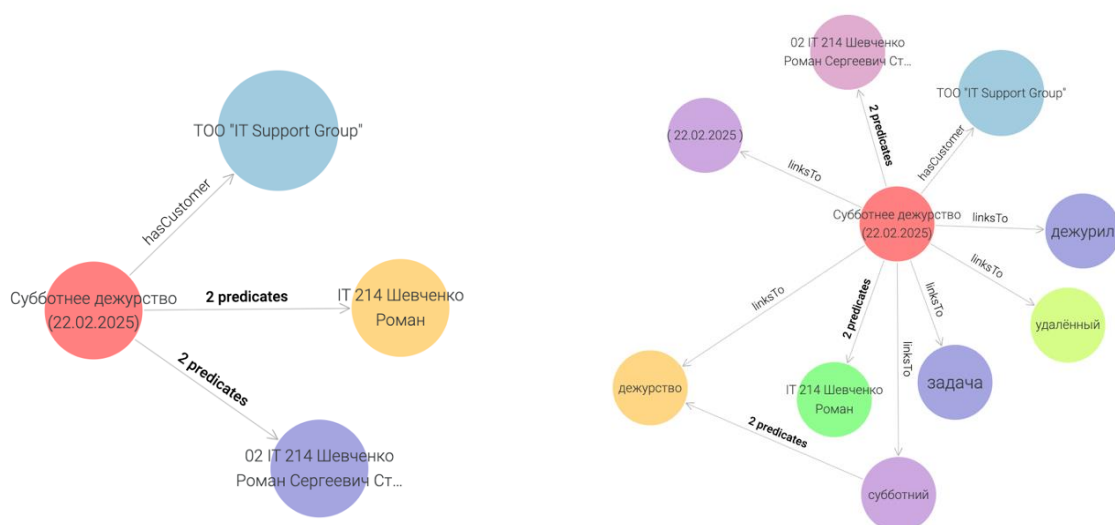 ТОО "IT Support Group"
hasCustomer
Субботнее дежурство
(22.02.2025)
2 predicates
IT 214 Шевченко
Роман
2 predicates
02 IT 214 Шевченко
Роман Сергеевич Ст...
02 IT 214 Шевченко
Роман Сергеевич Ст...
ТОО "IT Support Group"
( 22.02.2025 )
2 predicates
hasCustomer
linksTo
Субботнее дежурство
(22.02.2025)
linksTo
дежурил
linksTo
удалённый
linksTo
2 predicates
linksTo
linksTo
задача
дежурство
IT 214 Шевченко
Роман
2 predicates
субботний